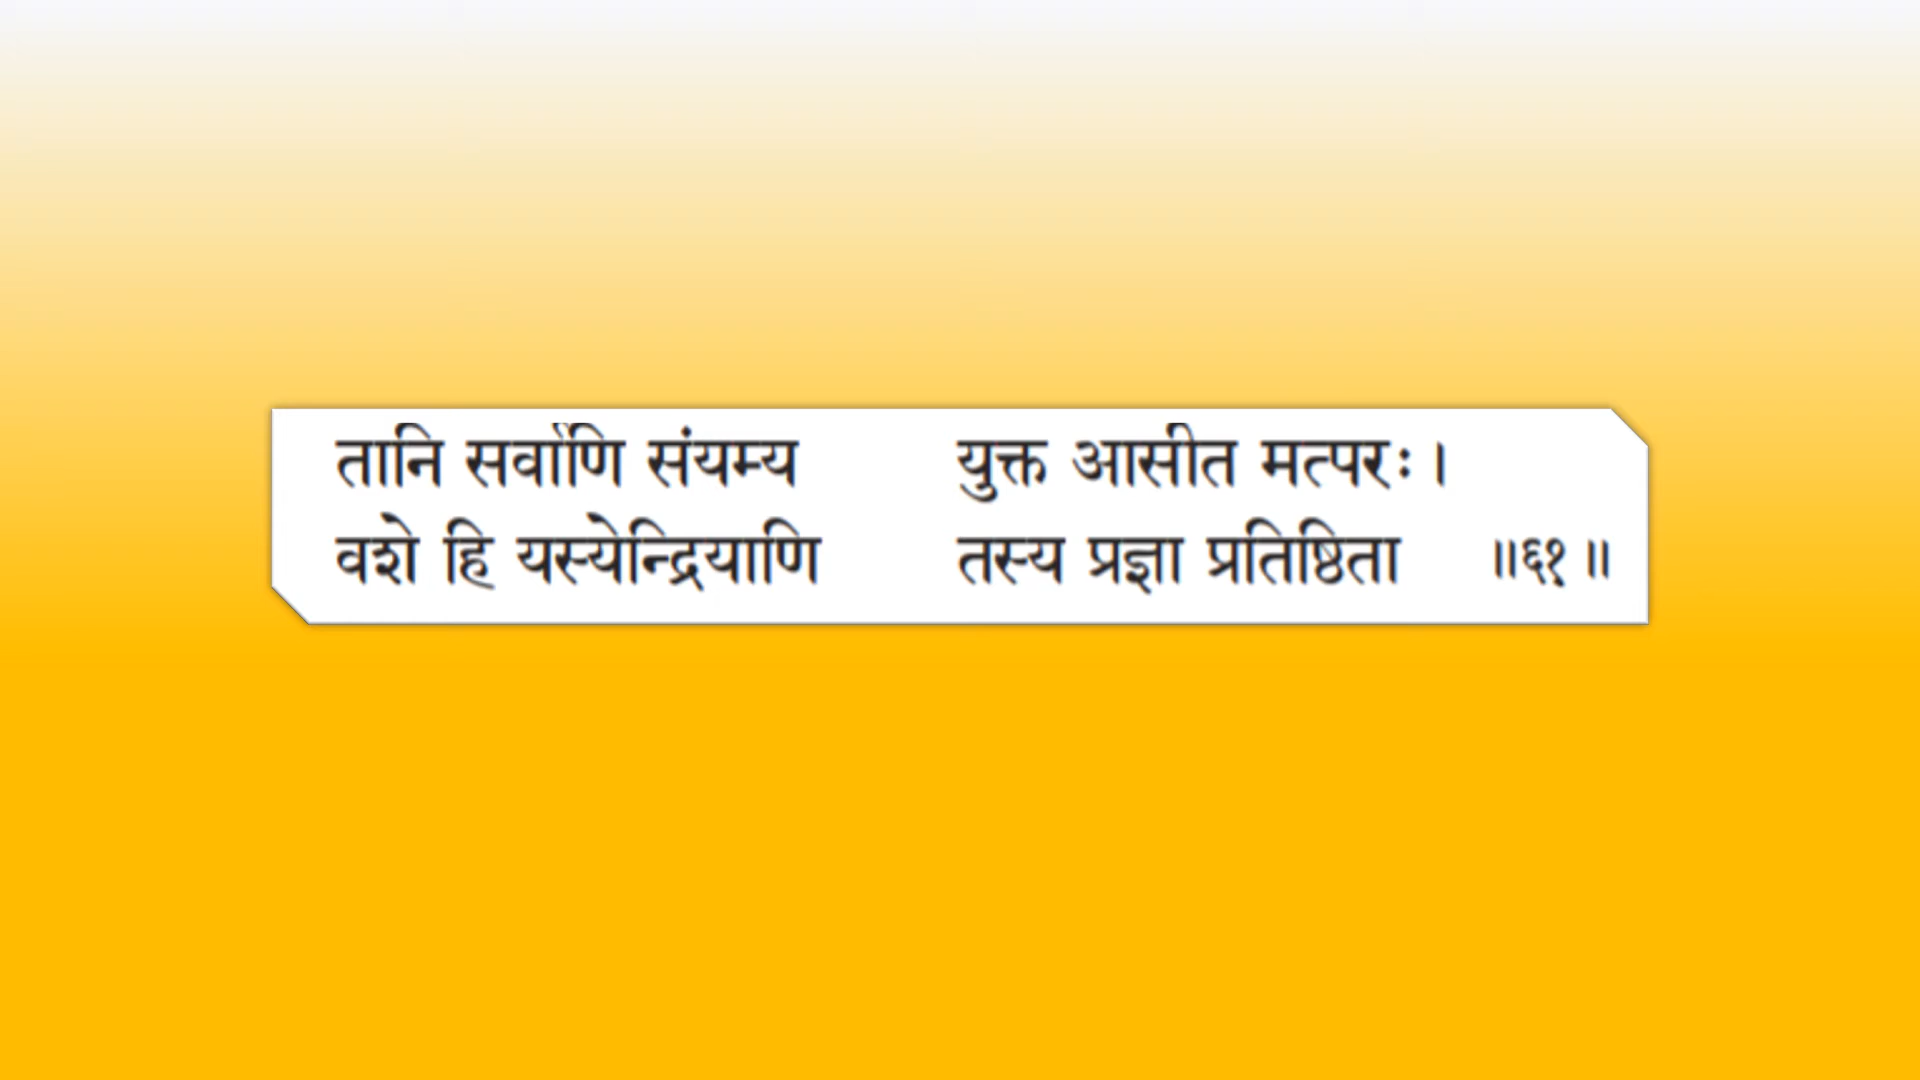 तानि सर्वाणि संयम्य युक्त आसीत मत्परः ।
वशे हि यस्येन्द्रियाणि तस्य प्रज्ञा प्रतिष्ठिता ॥६१॥